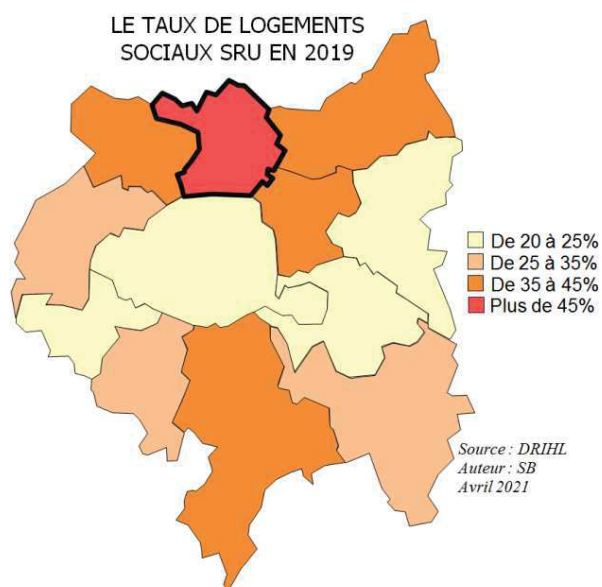 LE TAUX DE LOGEMENTS
SOCIAUX SRU EN 2019
De 20 à 25%
De 25 à 35%
De 35 à 45%
Plus de 45%
Source : DRIHL
Auteur : SB
Avril 2021